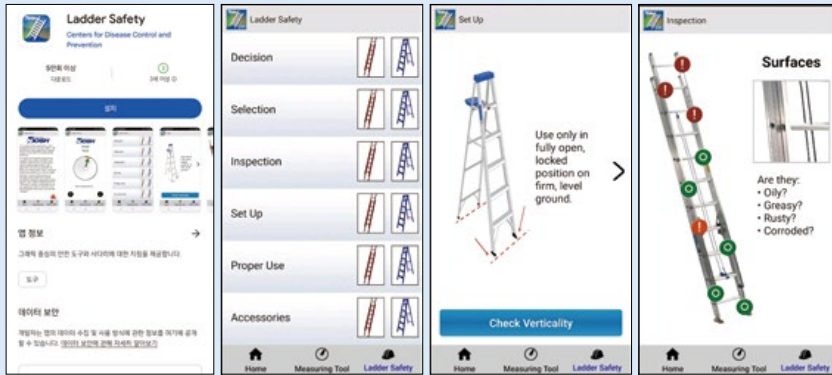 Ladder Safety
Centers for Disease Control and
Prevention
5만회 이상
다운로드
3
3세 이상 ⓘ
설치
앱 정보
→
그래픽 중심의 안전 도구와 사다리에 대한 지침을 제공합니다.
도구
데이터 보안
개발자는 앱의 데이터 수집 및 사용 방식에 관한 정보를 여기에 공개
할 수 있습니다. 데이터 보안에 관해 자세히 알아보기
Ladder Safety
Decision
Selection
Inspection
Set Up
Proper Use
Accessories
Home Measuring Tool Ladder Safety
Set Up
Use only in
fully open,
locked
position on
firm, level
ground.
Check Verticality
Home Measuring Tool Ladder Safety
Inspection
Surfaces
Are they:
• Oily?
• Greasy?
• Rusty?
• Corroded?
Home Measuring Tool Ladder Safety